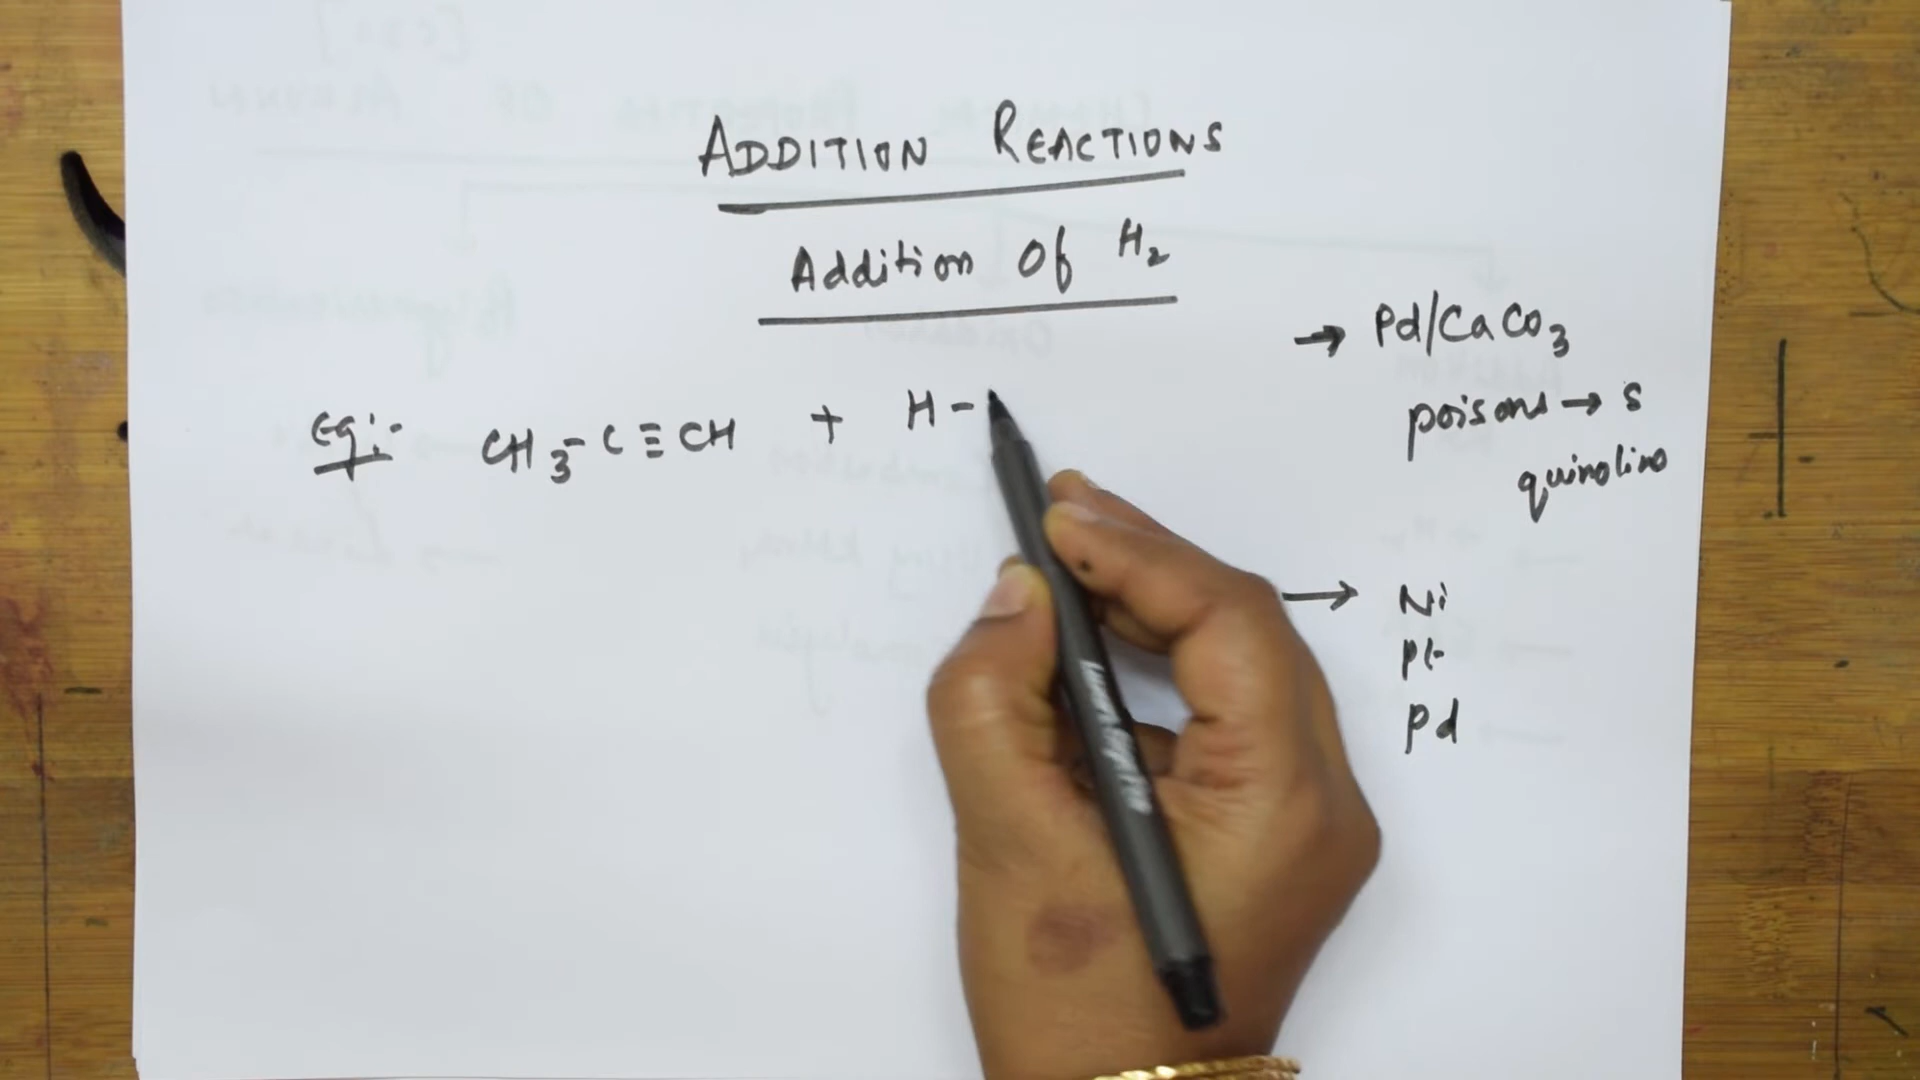 ADDITION REACTIONS
Addition Of H₂
→ Pd/CaCO₃
poisons → S
quinoline
Eg:- CH₃-C≡CH + H-
→ Ni
Pt
Pd